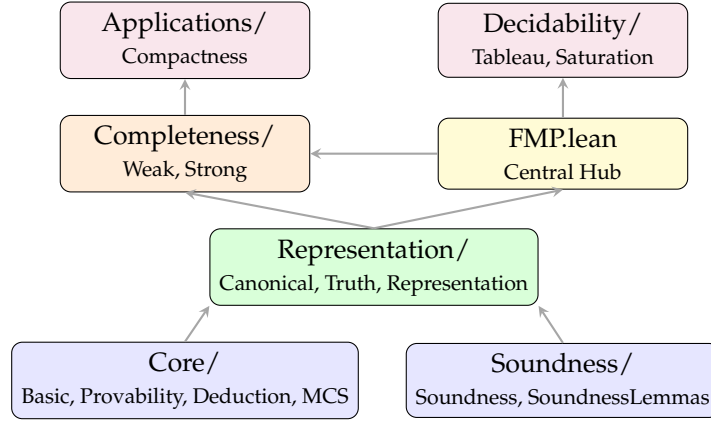 Applications/
Compactness
Decidability/
Tableau, Saturation
Completeness/
Weak, Strong
FMP.lean
Central Hub
Representation/
Canonical, Truth, Representation
Core/
Basic, Provability, Deduction, MCS
Soundness/
Soundness, SoundnessLemmas